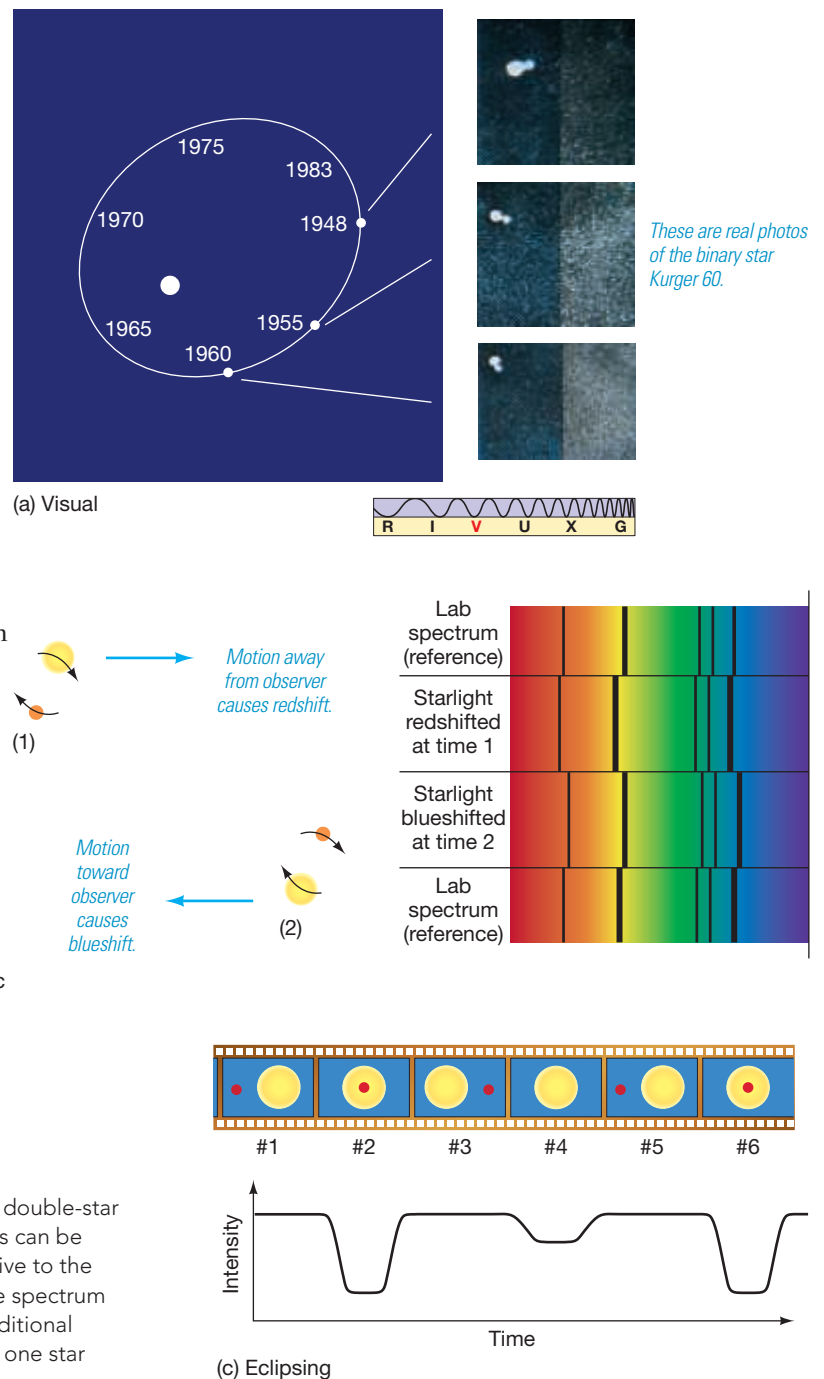 1975
1983
1970
1948
1965
1955
1960
These are real photos
of the binary star
Kurger 60.
(a) Visual
R I V U X G
Motion away
from observer
causes redshift.
(1)
Motion
toward
observer
causes
blueshift.
(2)
Lab
spectrum
(reference)
Starlight
redshifted
at time 1
Starlight
blueshifted
at time 2
Lab
spectrum
(reference)
#1 #2 #3 #4 #5 #6
double-star
s can be
ive to the
e spectrum
ditional
one star
Intensity
Time
(c) Eclipsing